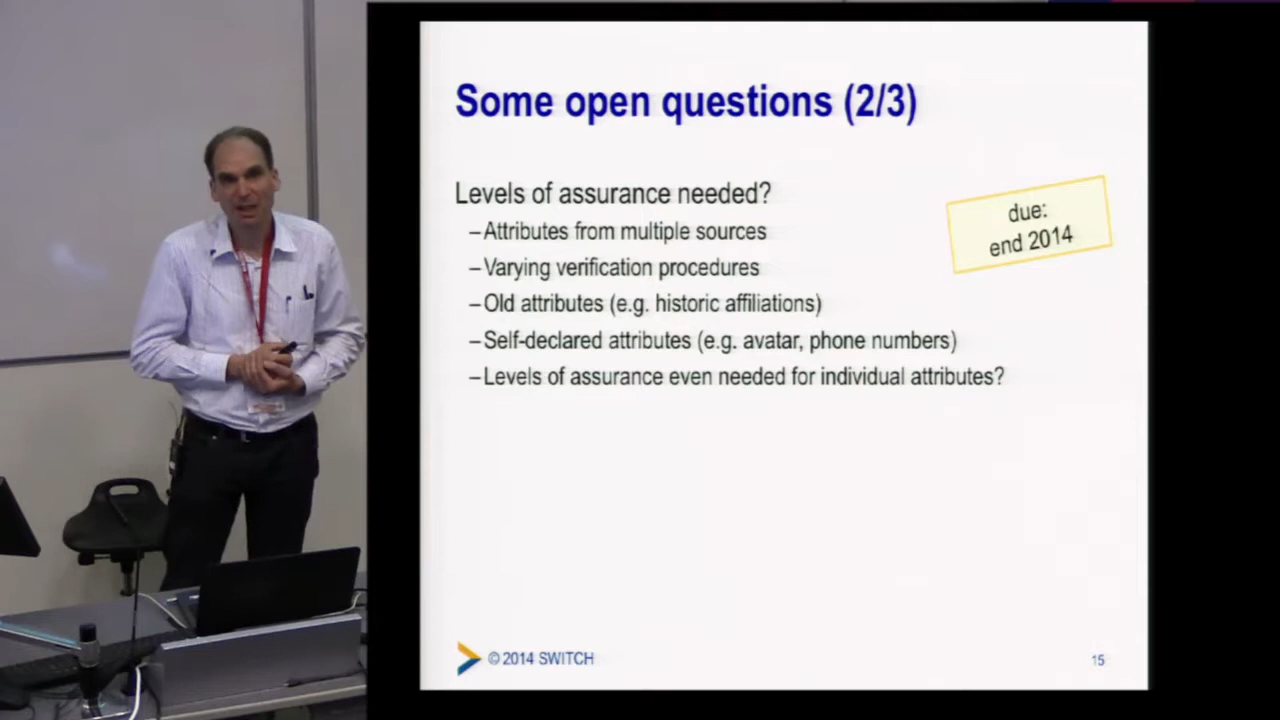 Some open questions (2/3)
Levels of assurance needed?
–Attributes from multiple sources
–Varying verification procedures
–Old attributes (e.g. historic affiliations)
–Self-declared attributes (e.g. avatar, phone numbers)
–Levels of assurance even needed for individual attributes?
due:
end 2014
© 2014 SWITCH
15